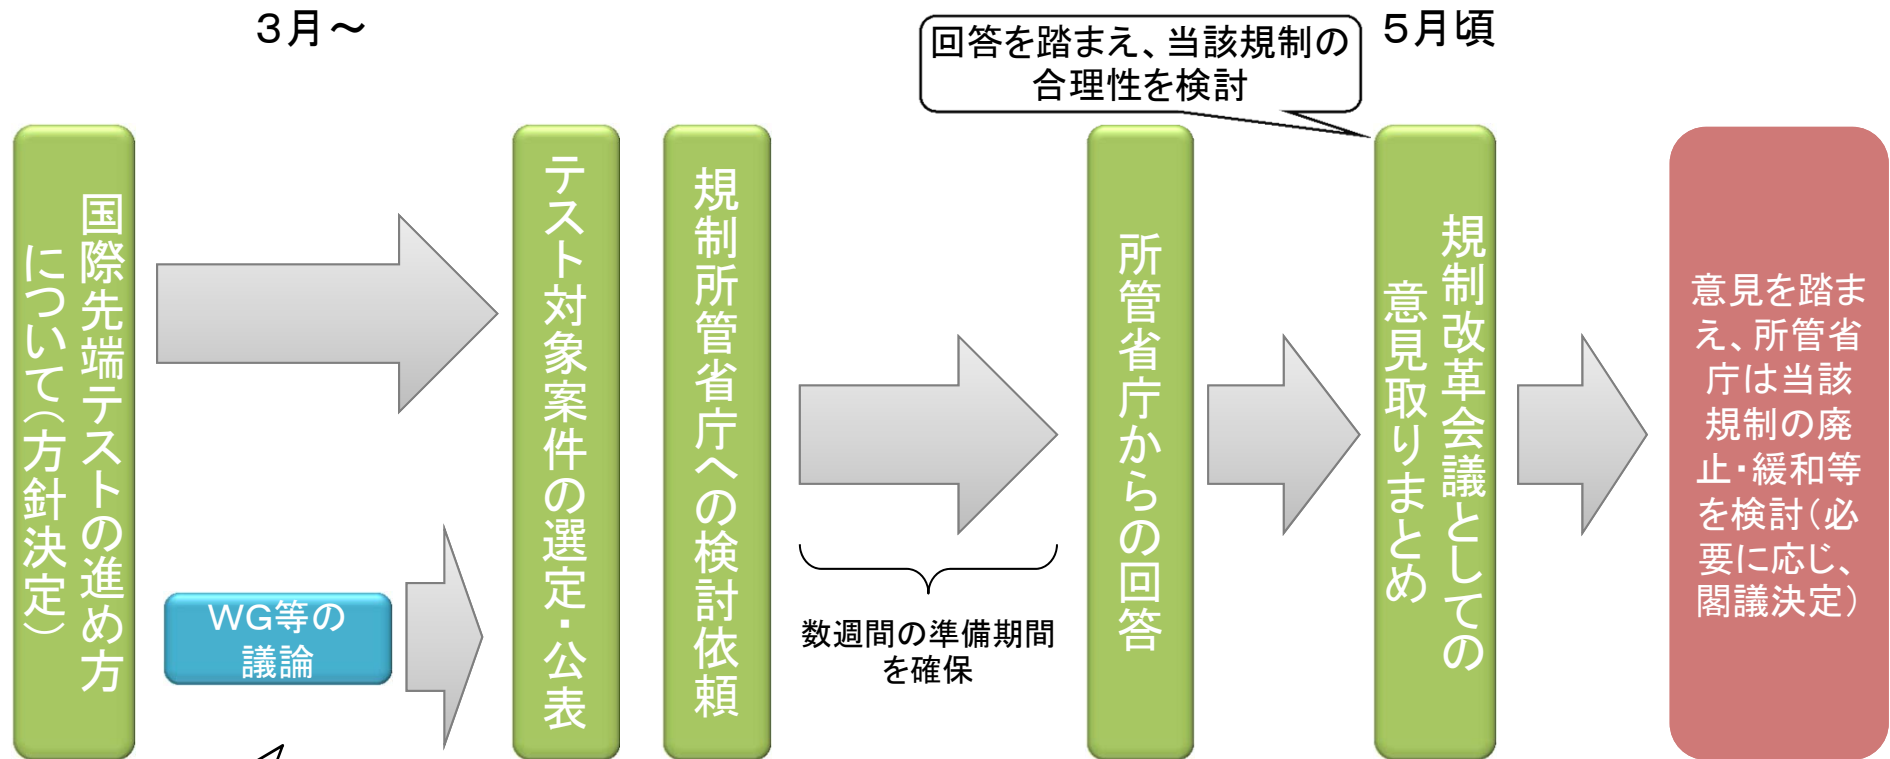 3月~
回答を踏まえ、当該規制の
合理性を検討
5月頃
国際先端テストの進め方
について(方針決定)
WG等の
議論
テスト対象案件の選定・公表
規制所管省庁への検討依頼
数週間の準備期間
を確保
所管省庁からの回答
規制改革会議としての
意見取りまとめ
意見を踏ま
え、所管省
庁は当該
規制の廃
止・緩和等
を検討(必
要に応じ、
閣議決定)